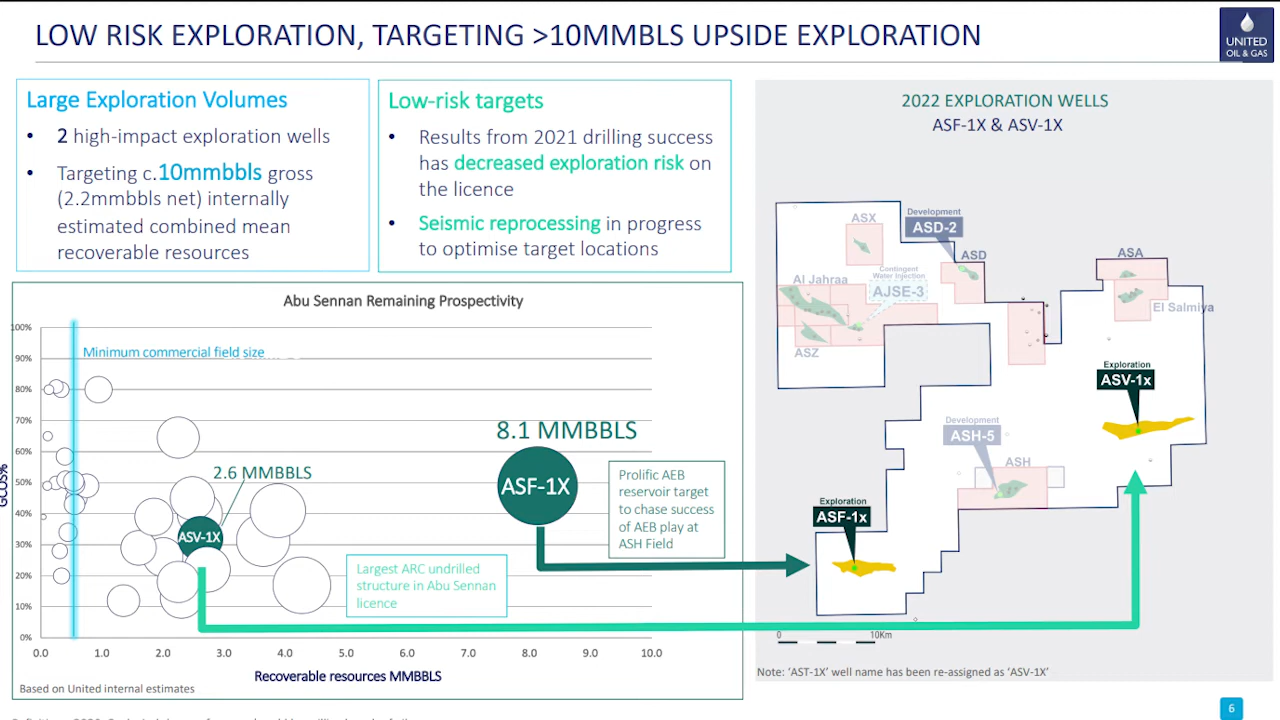 LOW RISK EXPLORATION, TARGETING >10MMBLS UPSIDE EXPLORATION
UNITED
OIL & GAS
Large Exploration Volumes
• 2 high-impact exploration wells
• Targeting c.10mmbbls gross
(2.2mmbbls net) internally
estimated combined mean
recoverable resources
Low-risk targets
• Results from 2021 drilling success
has decreased exploration risk on
the licence
• Seismic reprocessing in progress
to optimise target locations
Abu Sennan Remaining Prospectivity
100%
90%
80%
70%
60%
50%
40%
30%
20%
10%
0%
GCOS%
Minimum commercial field size
2.6 MMBBLS
ASV-1X
8.1 MMBBLS
ASF-1X
Prolific AEB
reservoir target
to chase success
of AEB play at
ASH Field
Largest ARC undrilled
structure in Abu Sennan
licence
0.0 1.0 2.0 3.0 4.0 5.0 6.0 7.0 8.0 9.0 10.0
Recoverable resources MMBBLS
Based on United internal estimates
2022 EXPLORATION WELLS
ASF-1X & ASV-1X
ASX
Development
ASD-2
ASD
ASA
Al Jahraa
Contingent
Water Injection
AJSE-3
El Salmiya
ASZ
Exploration
ASV-1x
Development
ASH-5
ASH
Exploration
ASF-1x
0 10Km
Note: ‘AST-1X’ well name has been re-assigned as ‘ASV-1X’
6